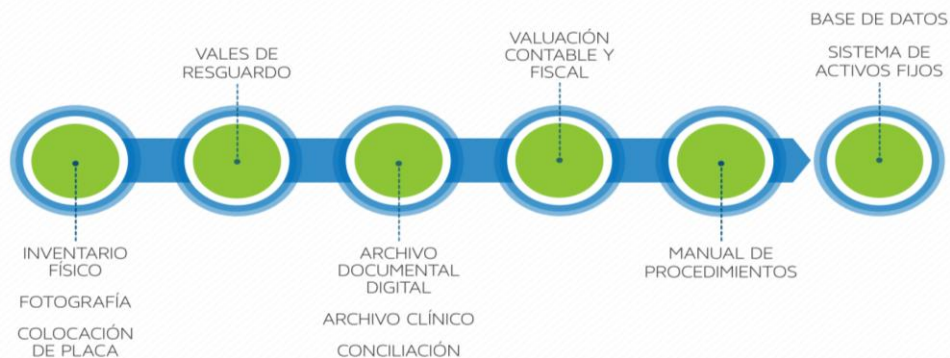 INVENTARIO
FÍSICO
FOTOGRAFÍA
COLOCACIÓN
DE PLACA
VALES DE
RESGUARDO
ARCHIVO
DOCUMENTAL
DIGITAL
ARCHIVO CLÍNICO
CONCILIACIÓN
VALUACIÓN
CONTABLE Y
FISCAL
MANUAL DE
PROCEDIMIENTOS
BASE DE DATOS
SISTEMA DE
ACTIVOS FIJOS